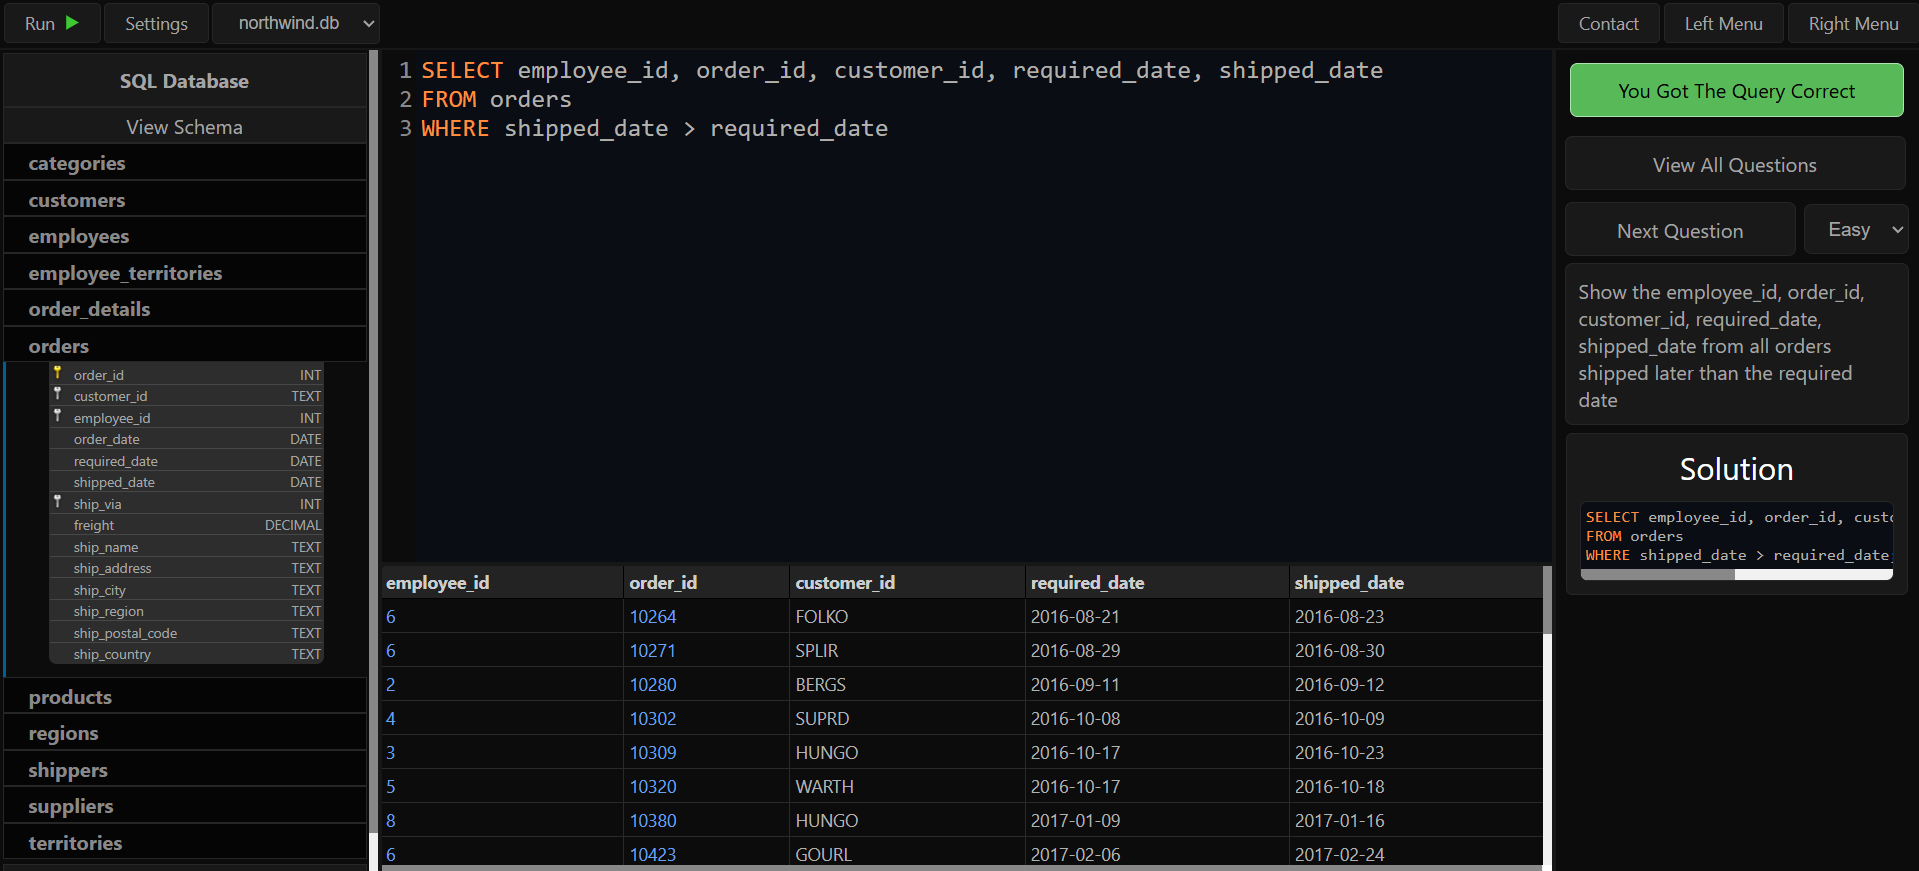 Run
Settings
northwind.db
Contact
Left Menu
Right Menu
SQL Database
View Schema
categories
customers
employees
employee_territories
order_details
orders
order_id INT
customer_id TEXT
employee_id INT
order_date DATE
required_date DATE
shipped_date DATE
ship_via INT
freight DECIMAL
ship_name TEXT
ship_address TEXT
ship_city TEXT
ship_region TEXT
ship_postal_code TEXT
ship_country TEXT
products
regions
shippers
suppliers
territories
1 SELECT employee_id, order_id, customer_id, required_date, shipped_date
2 FROM orders
3 WHERE shipped_date > required_date
employee_id order_id customer_id required_date shipped_date
6 10264 FOLKO 2016-08-21 2016-08-23
6 10271 SPLIR 2016-08-29 2016-08-30
2 10280 BERGS 2016-09-11 2016-09-12
4 10302 SUPRD 2016-10-08 2016-10-09
3 10309 HUNGO 2016-10-17 2016-10-23
5 10320 WARTH 2016-10-17 2016-10-18
8 10380 HUNGO 2017-01-09 2017-01-16
6 10423 GOURL 2017-02-06 2017-02-24
You Got The Query Correct
View All Questions
Next Question
Easy
Show the employee_id, order_id,
customer_id, required_date,
shipped_date from all orders
shipped later than the required
date
Solution
SELECT employee_id, order_id, custo
FROM orders
WHERE shipped_date > required_date;